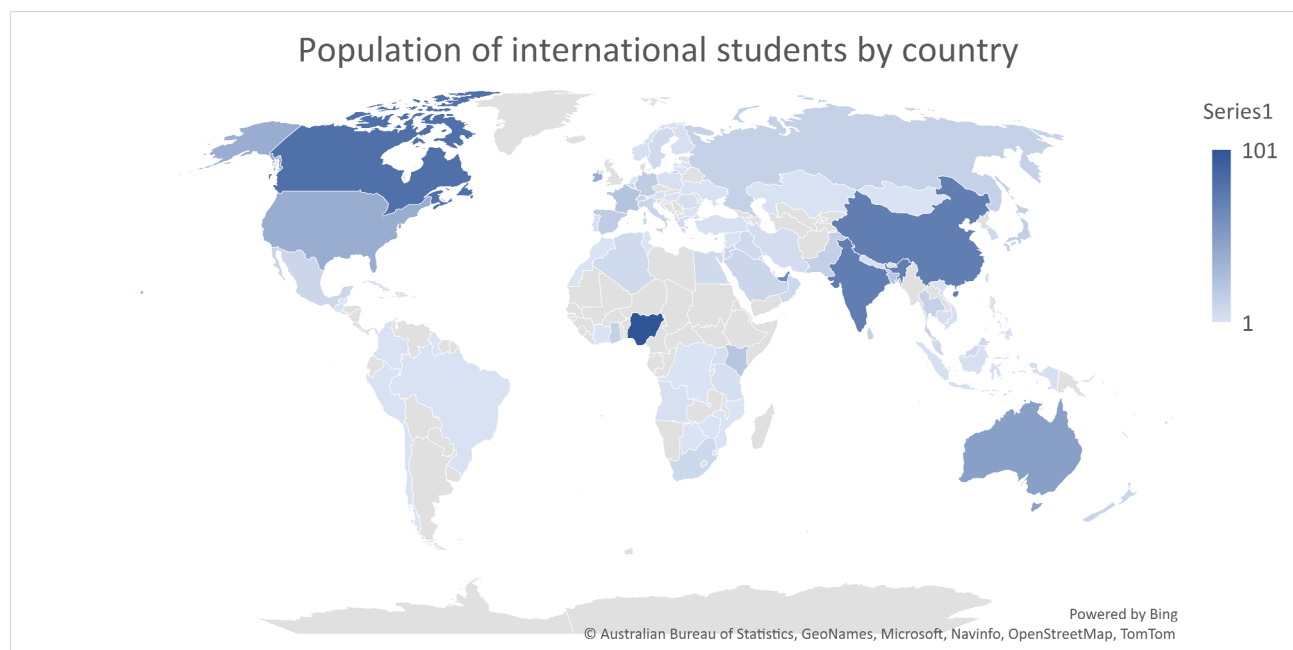 Population of international students by country
Series1
101
1
Powered by Bing
© Australian Bureau of Statistics, GeoNames, Microsoft, Navinfo, OpenStreetMap, TomTom